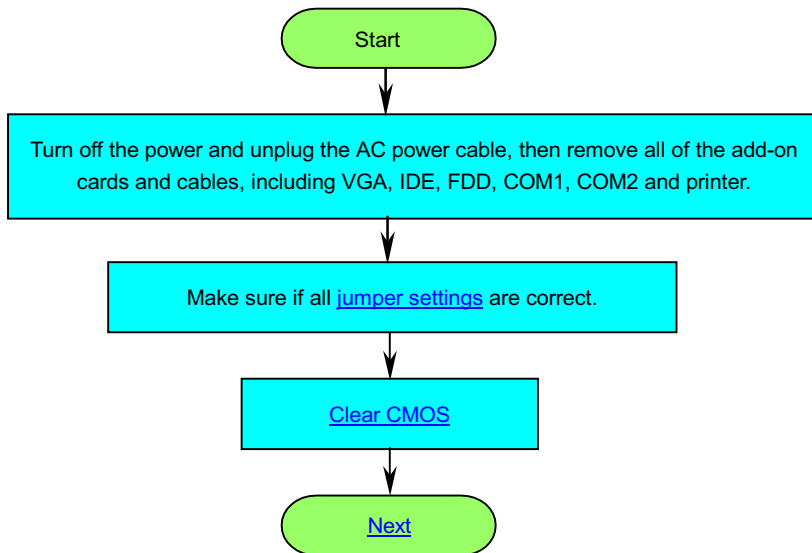 Start
Turn off the power and unplug the AC power cable, then remove all of the add-on
cards and cables, including VGA, IDE, FDD, COM1, COM2 and printer.
Make sure if all jumper settings are correct.
Clear CMOS
Next